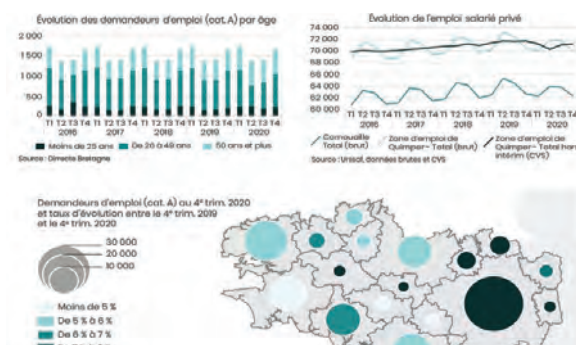 Évolution des demandeurs d'emploi (cat. A) par âge
2 000
1 500
1 000
500
0
T1 T2 T3 T4 T1 T2 T3 T4 T1 T2 T3 T4 T1 T2 T3 T4 T1 T2 T3 T4
2016 2017 2018 2019 2020
Moins de 25 ans De 26 à 49 ans 50 ans et plus
Source : Direccte Bretagne
Évolution de l'emploi salarié privé
74 000
72 000
70 000
68 000
66 000
64 000
62 000
60 000
T1 T2 T3 T4 T1 T2 T3 T4 T1 T2 T3 T4 T1 T2 T3 T4 T1 T2 T3 T4
2016 2017 2018 2019 2020
Cornouaille Total (brut)
Zone d'emploi de Quimper- Total (brut)
Zone d'emploi de Quimper- Total hors intérim (CVS)
Source : Urssaf, données brutes et CVS
Demandeurs d'emploi (cat. A) au 4e trim. 2020
et taux d'évolution entre le 4e trim. 2019
et le 4e trim. 2020
30 000
20 000
10 000
Moins de 5 %
De 5 % à 6 %
De 6 % à 7 %